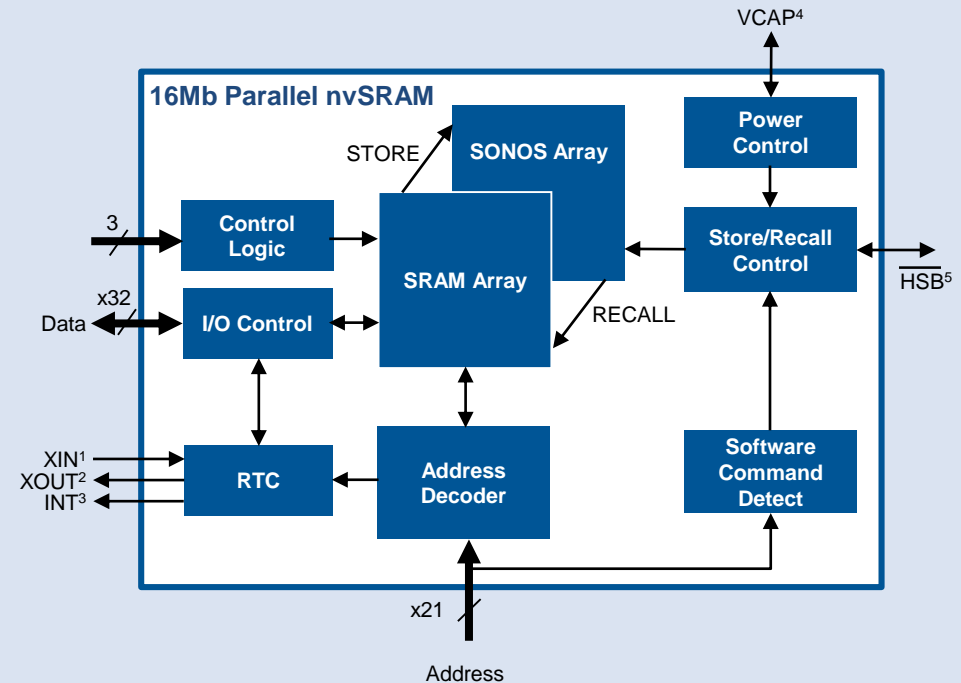 VCAP⁴
16Mb Parallel nvSRAM
Power
Control
STORE
SONOS Array
3
Control
Logic
Store/Recall
Control
SRAM Array
HSB⁵
x32
Data
I/O Control
RECALL
XIN¹
XOUT²
INT³
RTC
Address
Decoder
Software
Command
Detect
x21
Address